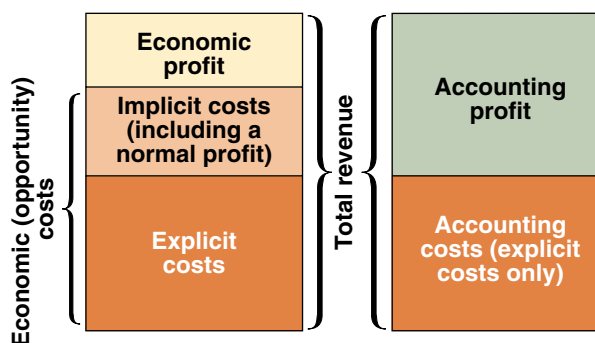 Economic (opportunity)
costs
Economic
profit
Implicit costs
(including a
normal profit)
Explicit
costs
Total revenue
Accounting
profit
Accounting
costs (explicit
costs only)